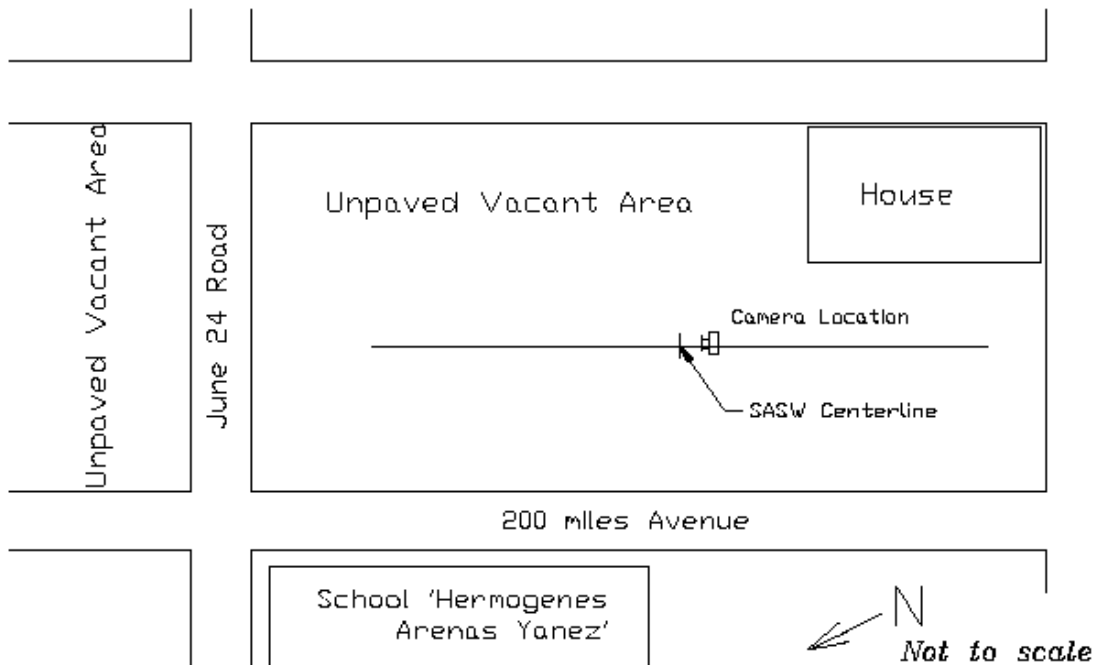 Unpaved Vacant Area
June 24 Road
Unpaved Vacant Area
House
Camera Location
SASW Centerline
200 miles Avenue
School 'Hermogenes
Arenas Yanez'
N
Not to scale